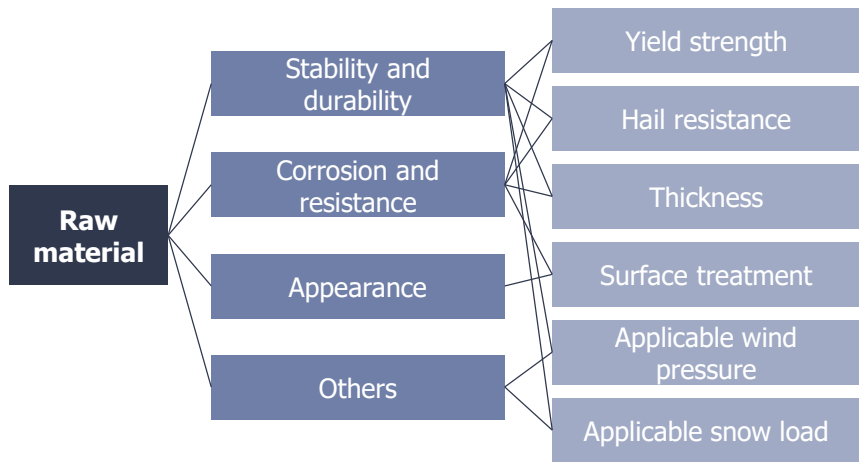 Raw
material
Stability and
durability
Corrosion and
resistance
Appearance
Others
Yield strength
Hail resistance
Thickness
Surface treatment
Applicable wind
pressure
Applicable snow load